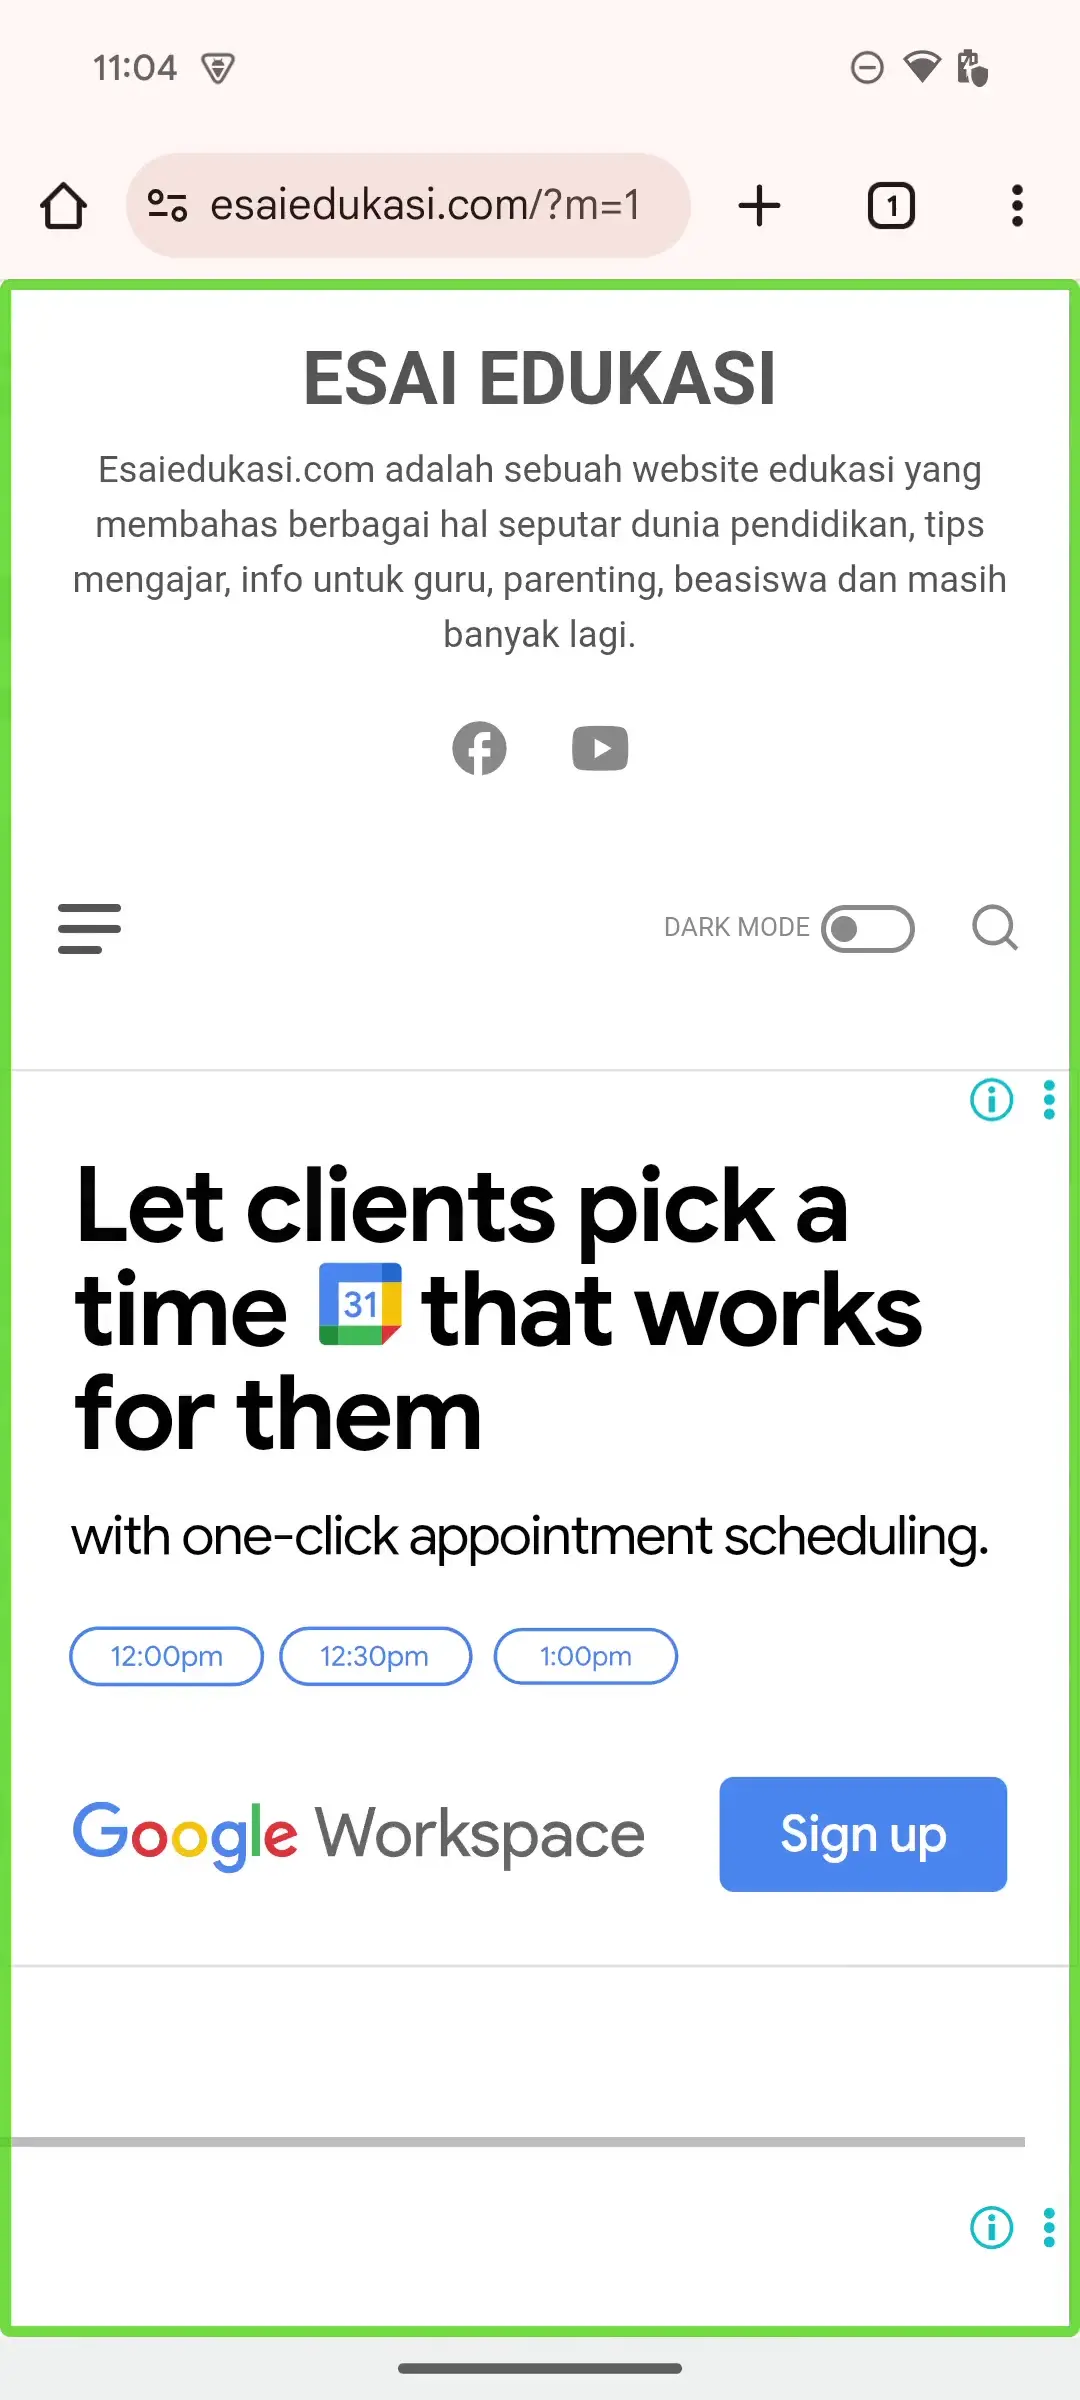 11:04
esaiedukasi.com/?m=1
1
ESAI EDUKASI
Esaiedukasi.com adalah sebuah website edukasi yang
membahas berbagai hal seputar dunia pendidikan, tips
mengajar, info untuk guru, parenting, beasiswa dan masih
banyak lagi.
DARK MODE
Let clients pick a
time 31 that works
for them
with one-click appointment scheduling.
12:00pm 12:30pm 1:00pm
Google Workspace Sign up